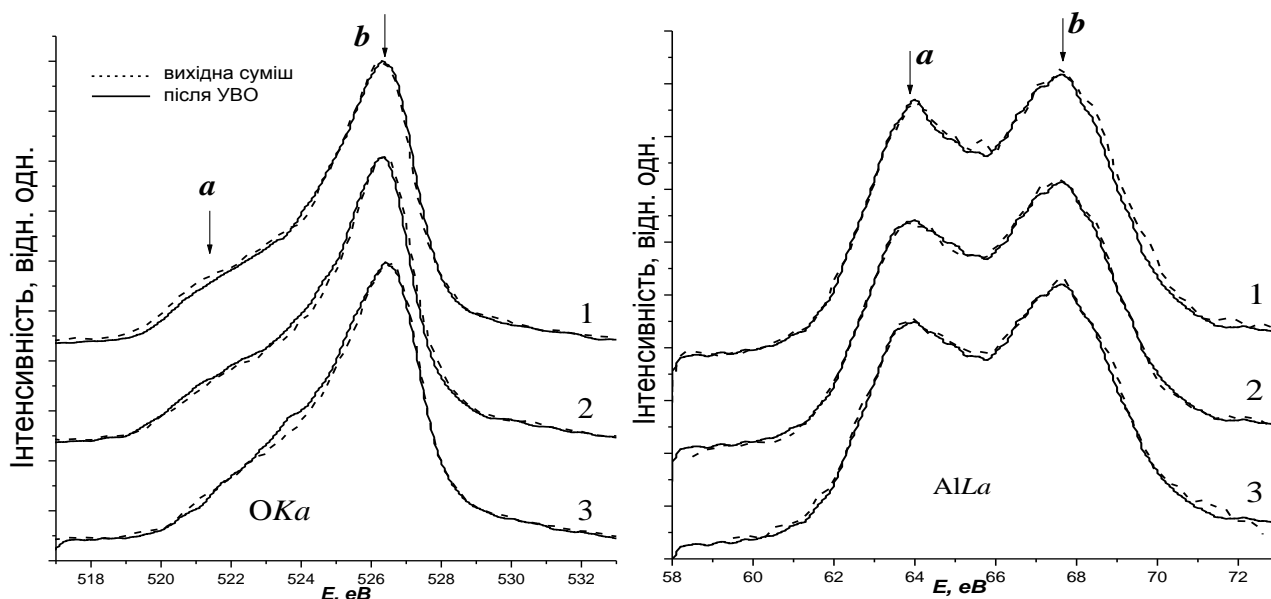 a
b
вихідна суміш
після УВО
a
1
2
3
OKa
Інтенсивність, відн. одн.
518 520 522 524 526 528 530 532
E, eB
a
b
1
2
3
AlLa
Інтенсивність, відн. одн.
58 60 62 64 66 68 70 72
E, eB